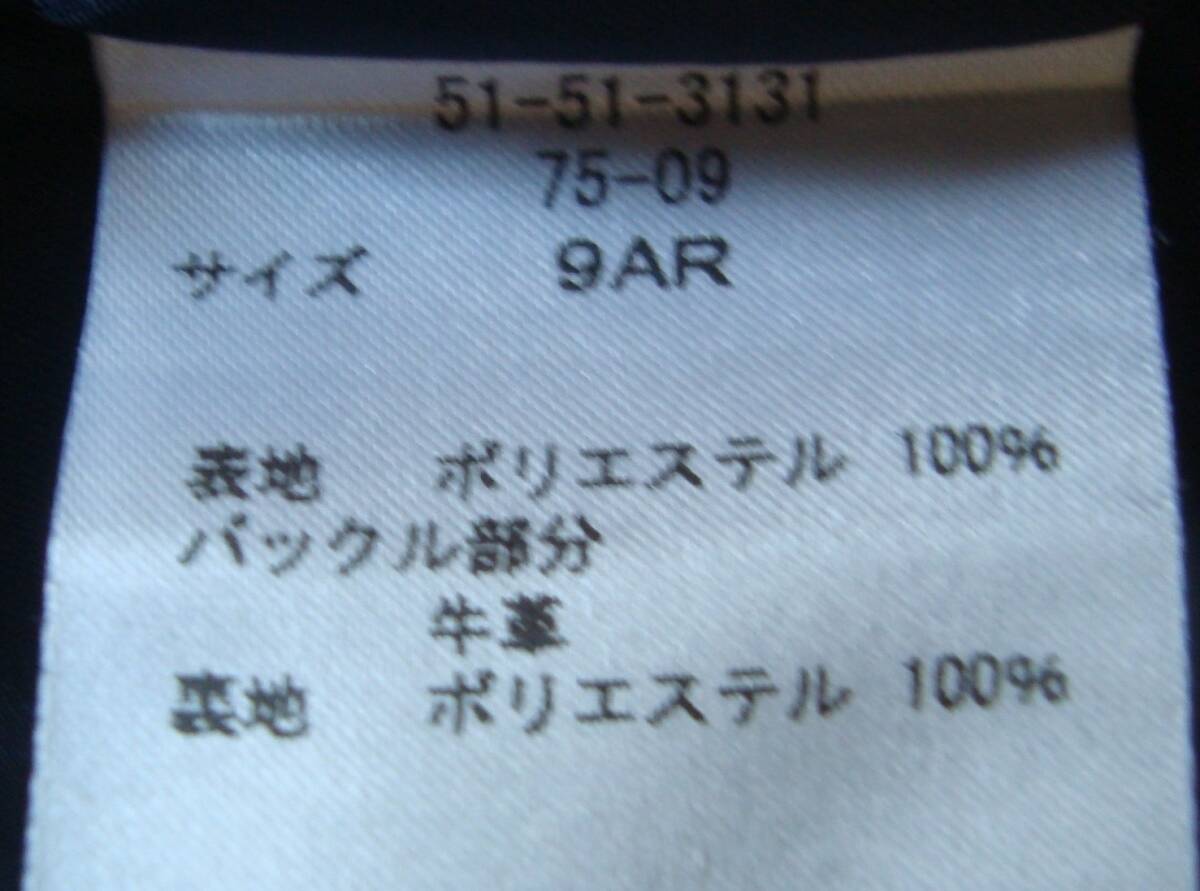 51-51-3131
75-09
サイズ 9AR
表地 ポリエステル 100%
バックル部分
牛革
裏地 ポリエステル 100%